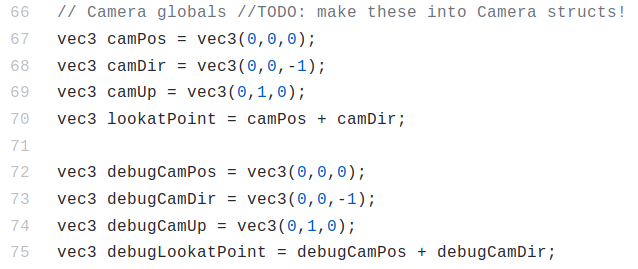 66 // Camera globals //TODO: make these into Camera structs!
67 vec3 camPos = vec3(0,0,0);
68 vec3 camDir = vec3(0,0,-1);
69 vec3 camUp = vec3(0,1,0);
70 vec3 lookatPoint = camPos + camDir;
71
72 vec3 debugCamPos = vec3(0,0,0);
73 vec3 debugCamDir = vec3(0,0,-1);
74 vec3 debugCamUp = vec3(0,1,0);
75 vec3 debugLookatPoint = debugCamPos + debugCamDir;